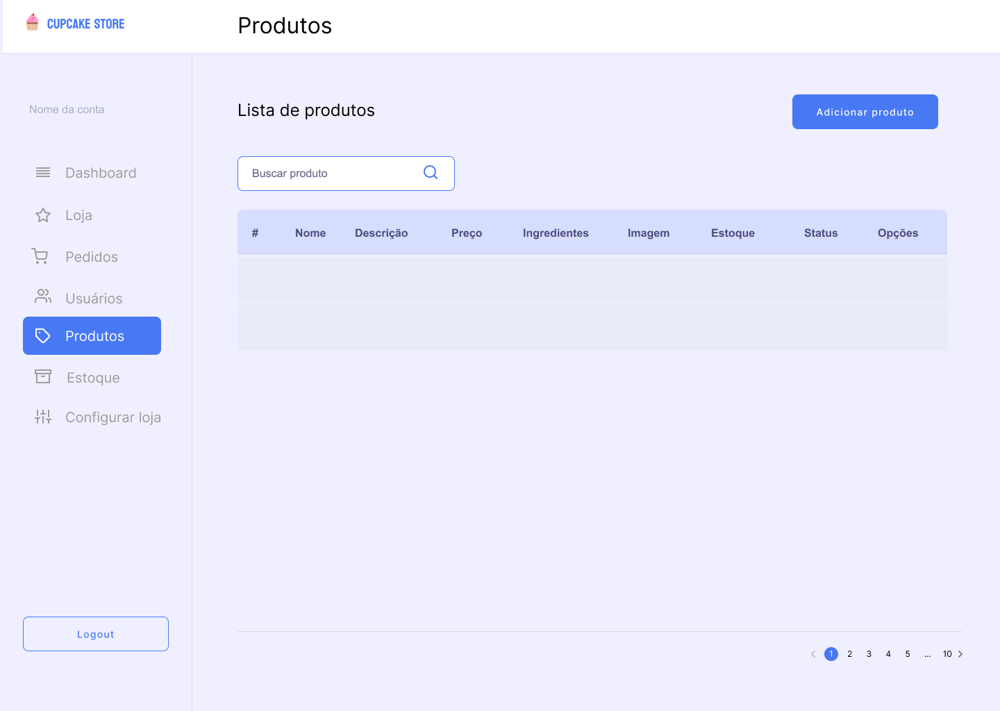 CUPCAKE STORE
Produtos
Nome da conta
Dashboard
Loja
Pedidos
Usuários
Produtos
Estoque
Configurar loja
Logout
Lista de produtos
Adicionar produto
Buscar produto
# Nome Descrição Preço Ingredientes Imagem Estoque Status Opções
1 2 3 4 5 ... 10